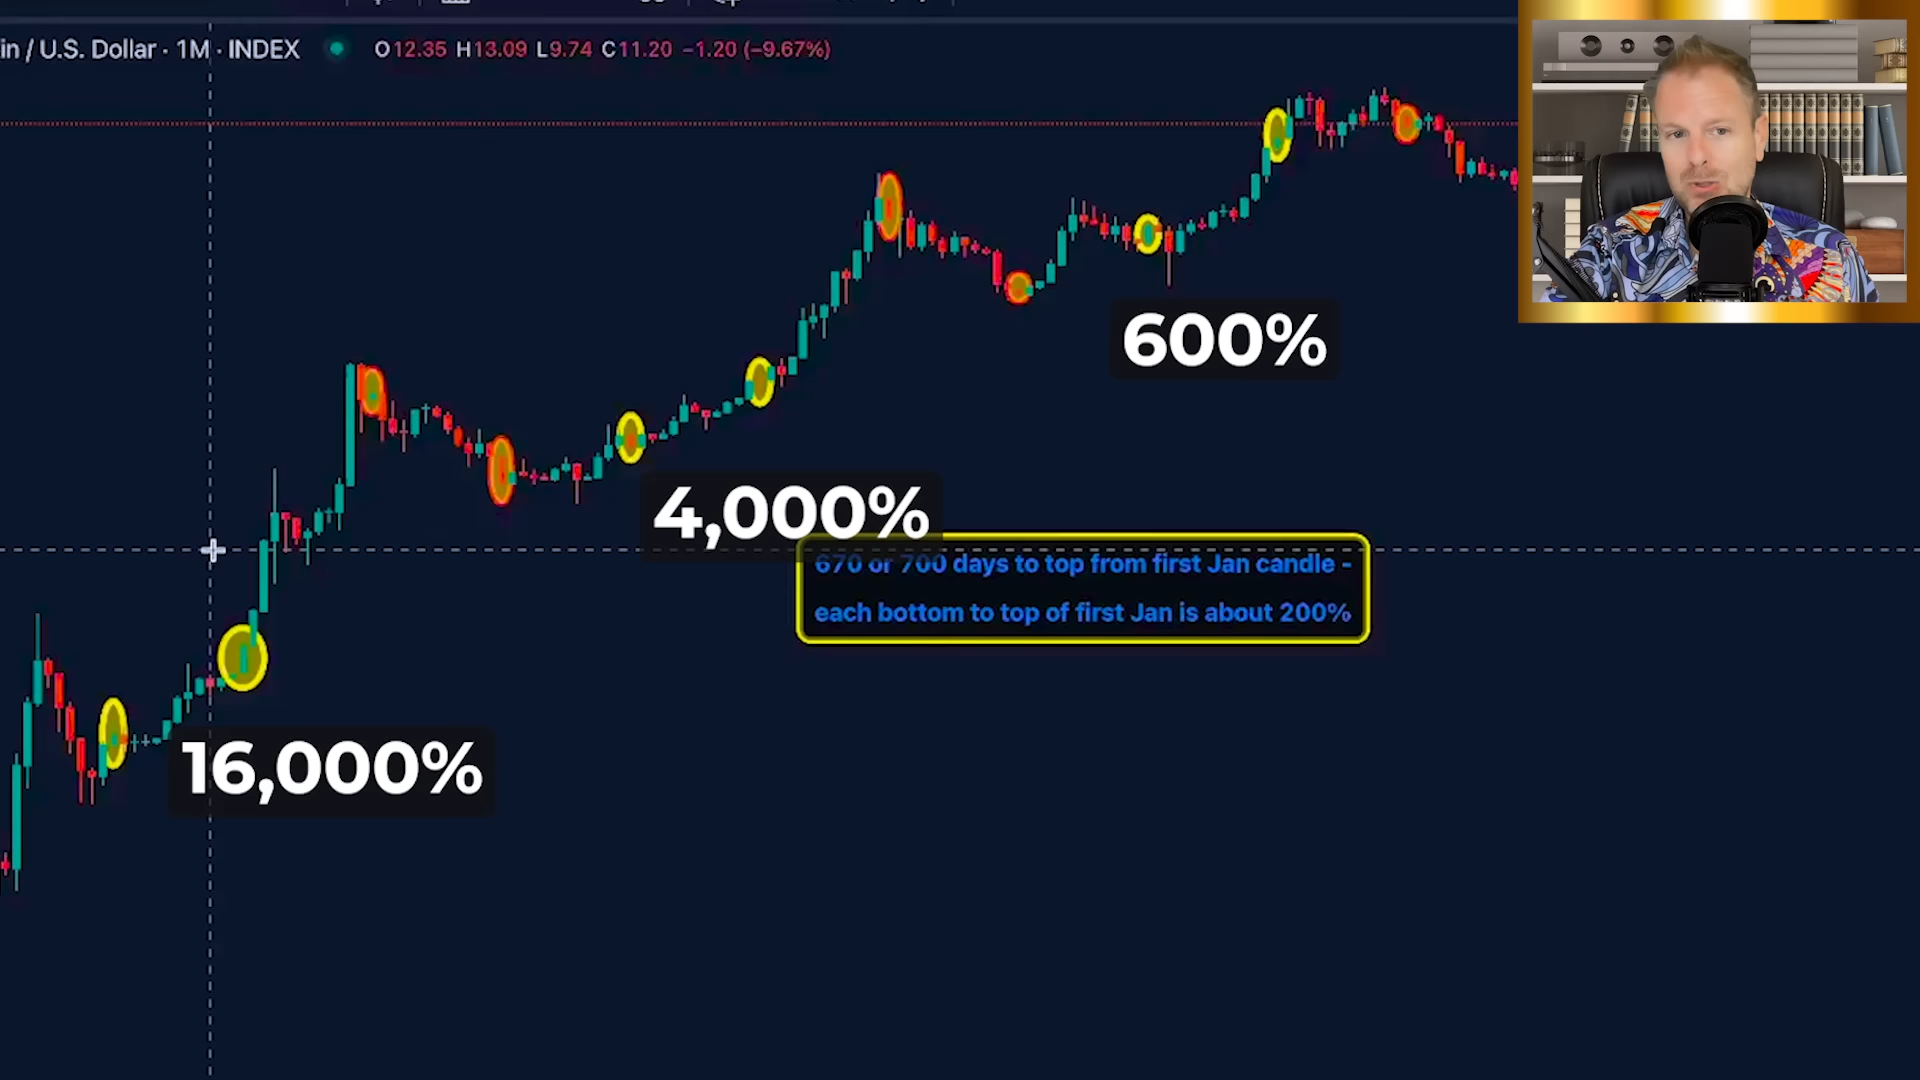 in / U.S. Dollar · 1M · INDEX O12.35 H13.09 L9.74 C11.20 −1.20 (−9.67%)
600%
4,000%
670 or 700 days to top from first Jan candle -
each bottom to top of first Jan is about 200%
16,000%